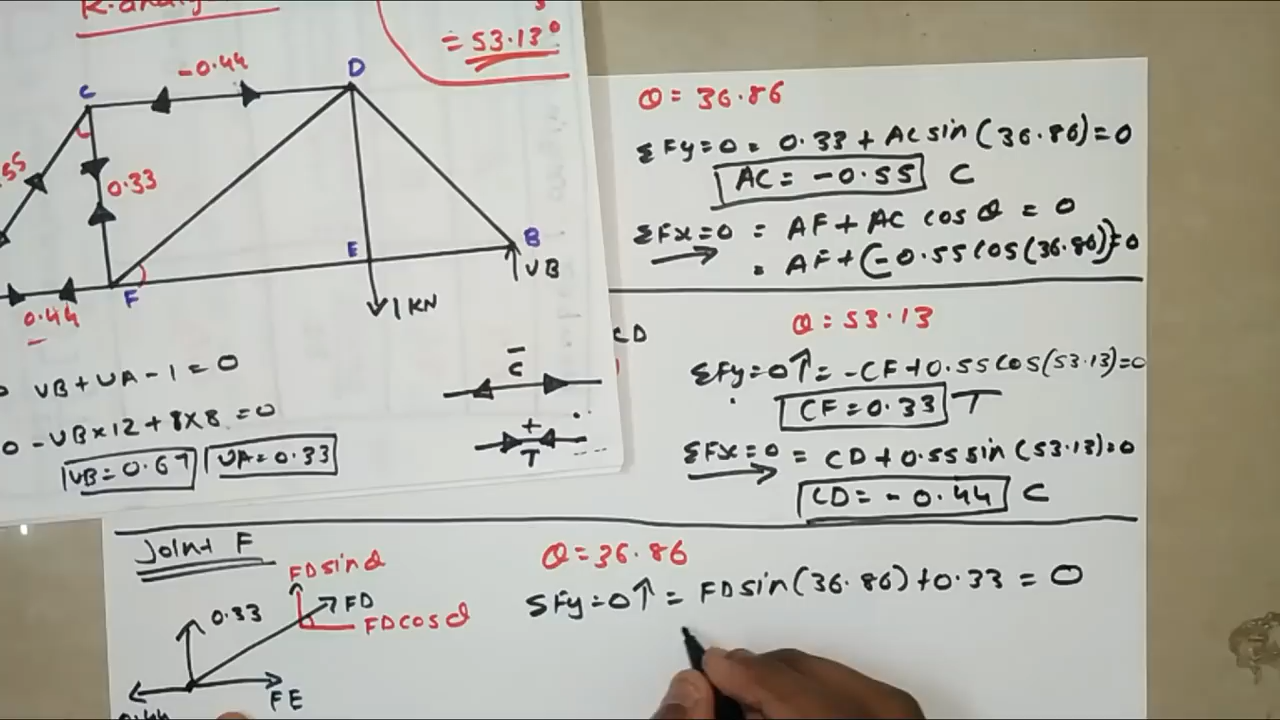 = 53.13°
C
-0.44
D
0.33
E
B
VB
F
0.44
1 KN
VB + VA - 1 = 0
0 - VB x 12 + 1 x 8 = 0
VB = 0.67
VA = 0.33
C
+
T
CD
θ = 36.86
ΣFy = 0 = 0.33 + AC sin (36.86) = 0
AC = -0.55 C
ΣFx = 0 = AF + AC cos θ = 0
= AF + (-0.55 cos (36.86)) = 0
θ = 53.13
ΣFy = 0 ↑ = -CF + 0.55 cos (53.13) = 0
CF = 0.33 T
ΣFx = 0 = CD + 0.55 sin (53.13) = 0
CD = -0.44 C
Joint F
FD sin θ
0.33
FD
FD cos θ
FE
θ = 36.86
ΣFy = 0 ↑ = FD sin (36.86) + 0.33 = 0